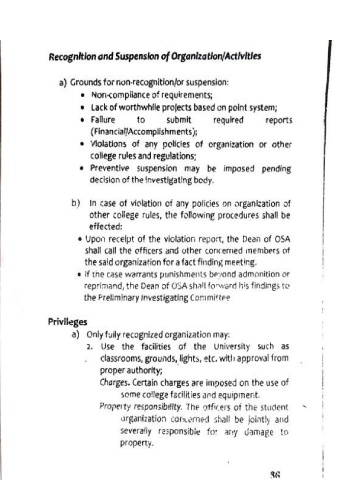 Recognition and Suspension of Organization/Activities
a) Grounds for non-recognition/or suspension:
• Non-compliance of requirements;
• Lack of worthwhile projects based on point system;
• Failure to submit required reports
(Financial/Accomplishments);
• Violations of any policies of organization or other
college rules and regulations;
• Preventive suspension may be imposed pending
decision of the investigating body.
b) In case of violation of any policies on organization of
other college rules, the following procedures shall be
effected:
• Upon receipt of the violation report, the Dean of OSA
shall call the officers and other concerned members of
the said organization for a fact finding meeting.
• If the case warrants punishments beyond admonition or
reprimand, the Dean of OSA shall forward his findings to
the Preliminary Investigating Committee
Privileges
a) Only fully recognized organization may:
2. Use the facilities of the University such as
classrooms, grounds, lights, etc. with approval from
proper authority;
Charges. Certain charges are imposed on the use of
some college facilities and equipment.
Property responsibility. The officers of the student
organization concerned shall be jointly and
severally responsible for any damage to
property.
36